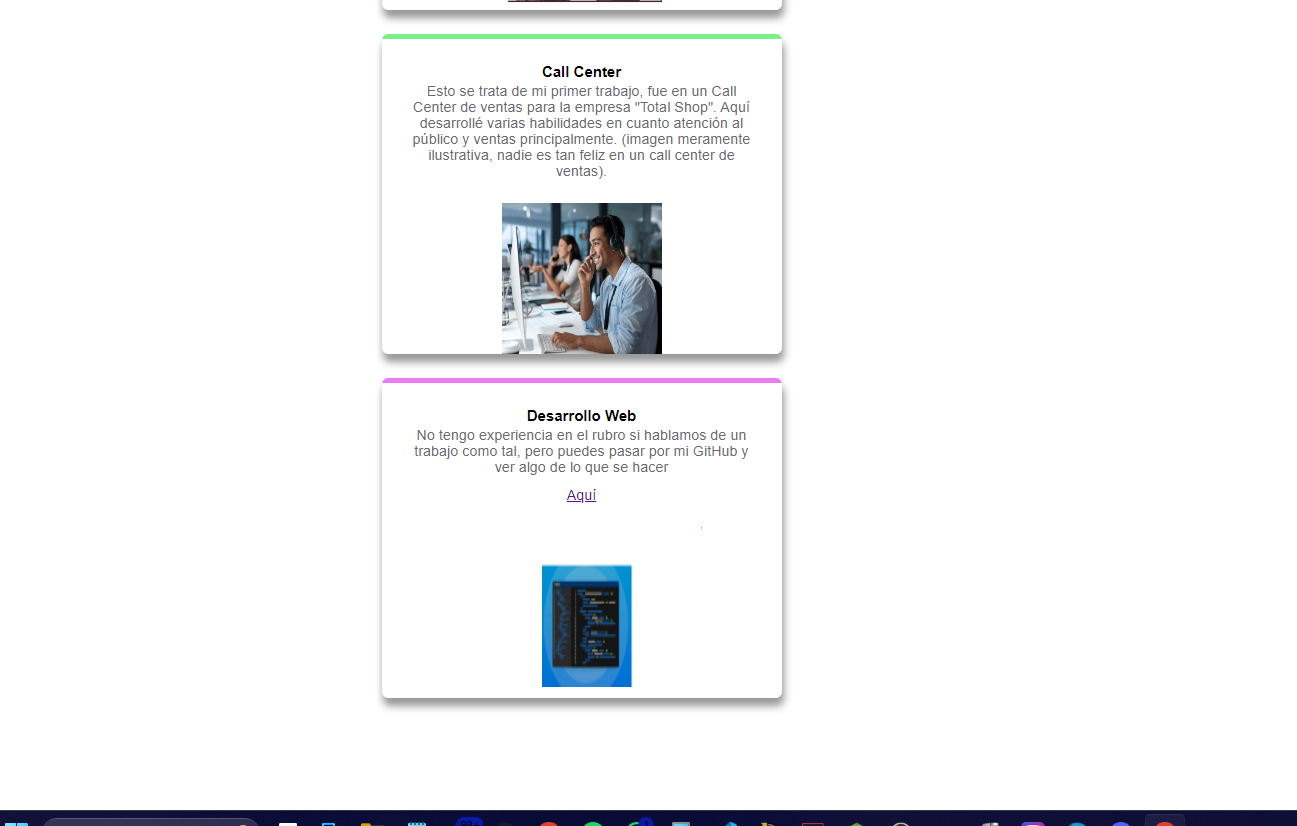 Call Center
Esto se trata de mi primer trabajo, fue en un Call
Center de ventas para la empresa "Total Shop". Aquí
desarrollé varias habilidades en cuanto atención al
público y ventas principalmente. (imagen meramente
ilustrativa, nadie es tan feliz en un call center de
ventas).
Desarrollo Web
No tengo experiencia en el rubro si hablamos de un
trabajo como tal, pero puedes pasar por mi GitHub y
ver algo de lo que se hacer
Aquí